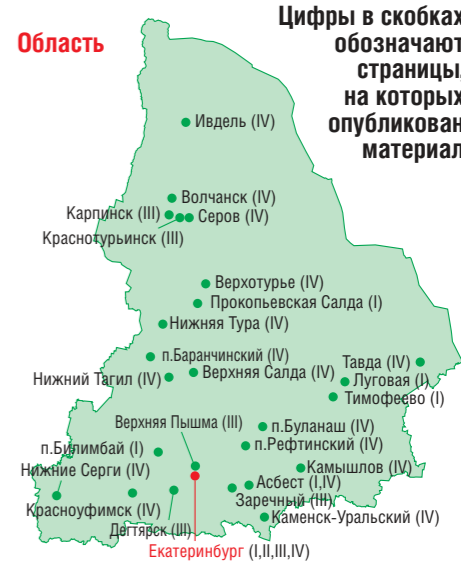 Область
Цифры в скобках
обозначают
страницы,
на которых
опубликован
материал
Ивдель (IV)
Волчанск (IV)
Карпинск (III)
Серов (IV)
Краснотурьинск (III)
Верхотурье (IV)
Прокопьевская Салда (I)
Нижняя Тура (IV)
п.Баранчинский (IV)
Тавда (IV)
Верхняя Салда (IV)
Нижний Тагил (IV)
Луговая (I)
Тимофеево (I)
Верхняя Пышма (III)
п.Буланаш (IV)
п.Рефтинский (IV)
п.Билимбай (I)
Нижние Серги (IV)
Камышлов (IV)
Асбест (I,IV)
Заречный (III)
Красноуфимск (IV)
Каменск-Уральский (IV)
Дегтярск (III)
Екатеринбург (I,II,III,IV)